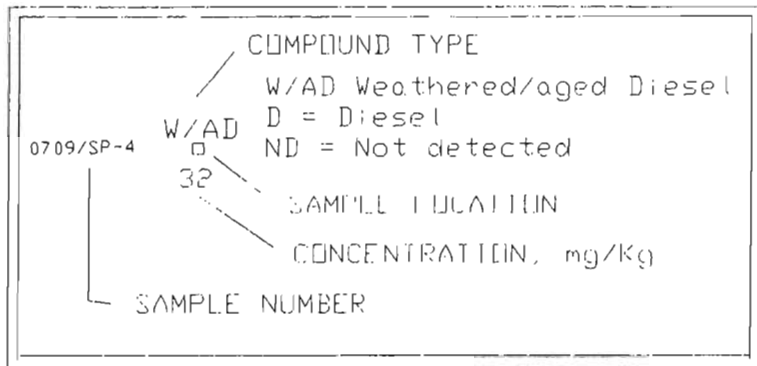 COMPOUND TYPE
W/AD Weathered/aged Diesel
D = Diesel
ND = Not detected
W/AD
0709/SP-4
32
SAMPLE LOCATION
CONCENTRATION, mg/Kg
SAMPLE NUMBER